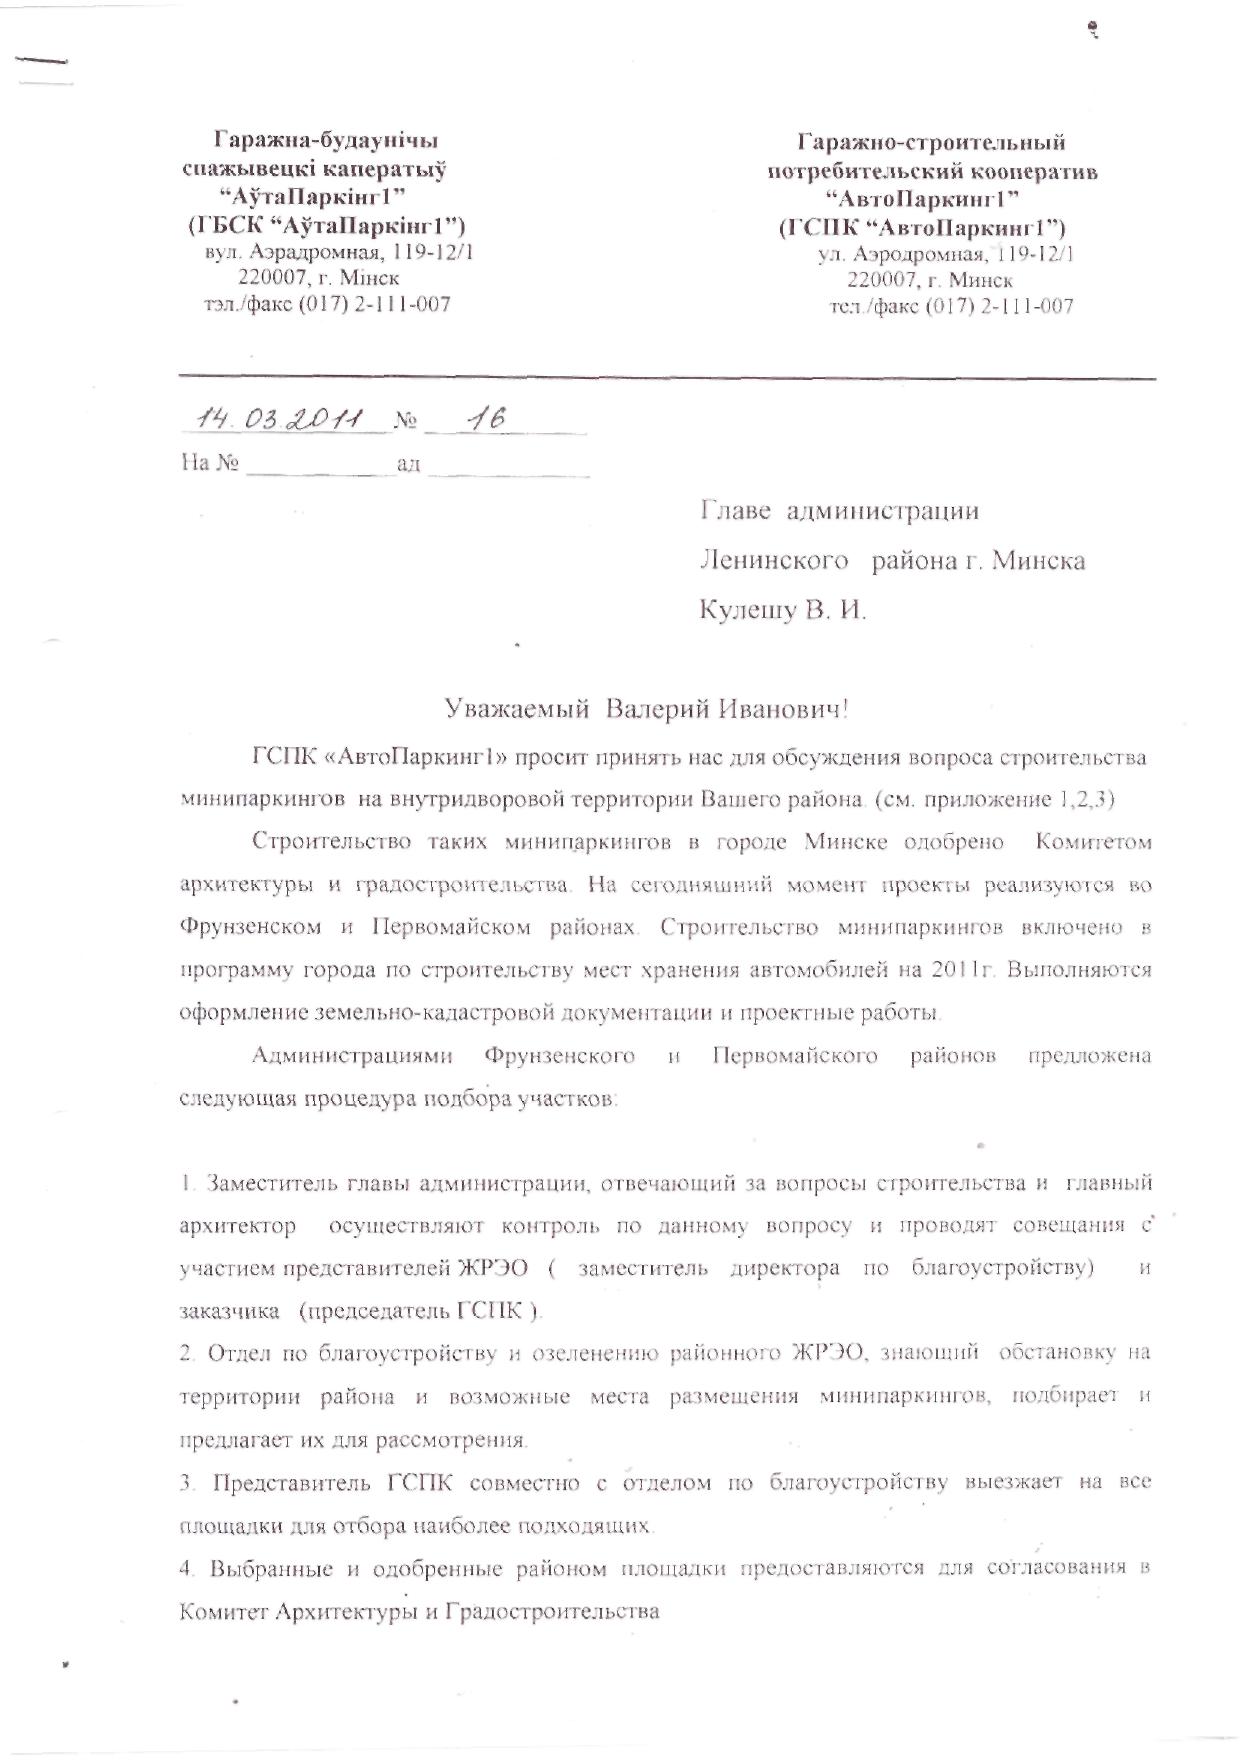 Гаражна-будаунічы
спажывецкі каператыў
“АўтаПаркінг1”
(ГБСК “АўтаПаркінг1”)
вул. Аэрадромная, 119-12/1
220007, г. Мінск
тэл./факс (017) 2-111-007
Гаражно-строительный
потребительский кооператив
“АвтоПаркинг1”
(ГСПК “АвтоПаркинг1”)
ул. Аэродромная, 119-12/1
220007, г. Минск
тел./факс (017) 2-111-007
14.03.2011 № 16
На № ____________ ад ____________
Главе администрации
Ленинского района г. Минска
Кулешу В. И.
Уважаемый Валерий Иванович!
ГСПК «АвтоПаркинг1» просит принять нас для обсуждения вопроса строительства
минипаркингов на внутридворовой территории Вашего района. (см. приложение 1,2,3)
Строительство таких минипаркингов в городе Минске одобрено Комитетом
архитектуры и градостроительства. На сегодняшний момент проекты реализуются во
Фрунзенском и Первомайском районах. Строительство минипаркингов включено в
программу города по строительству мест хранения автомобилей на 2011г. Выполняются
оформление земельно-кадастровой документации и проектные работы.
Администрациями Фрунзенского и Первомайского районов предложена
следующая процедура подбора участков:
1. Заместитель главы администрации, отвечающий за вопросы строительства и главный
архитектор осуществляют контроль по данному вопросу и проводят совещания с
участием представителей ЖРЭО ( заместитель директора по благоустройству) и
заказчика (председатель ГСПК ).
2. Отдел по благоустройству и озеленению районного ЖРЭО, знающий обстановку на
территории района и возможные места размещения минипаркингов, подбирает и
предлагает их для рассмотрения.
3. Представитель ГСПК совместно с отделом по благоустройству выезжает на все
площадки для отбора наиболее подходящих.
4. Выбранные и одобренные районом площадки предоставляются для согласования в
Комитет Архитектуры и Градостроительства